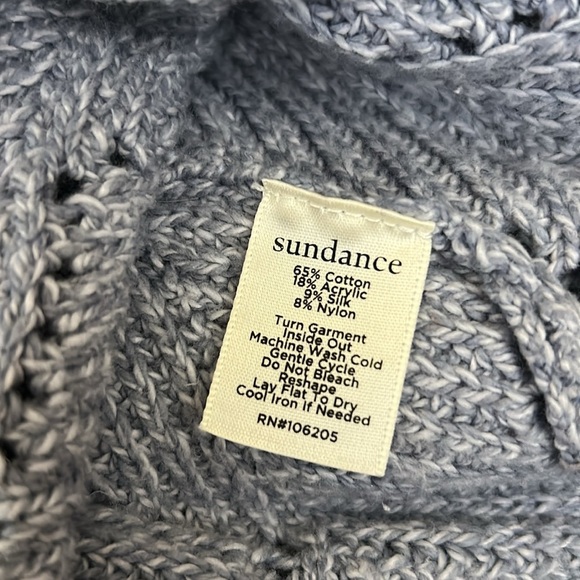 sundance
65% Cotton
18% Acrylic
9% Silk
8% Nylon
Turn Garment
Inside Out
Machine Wash Cold
Gentle Cycle
Do Not Bleach
Reshape
Lay Flat To Dry
Cool Iron if Needed
RN#106205